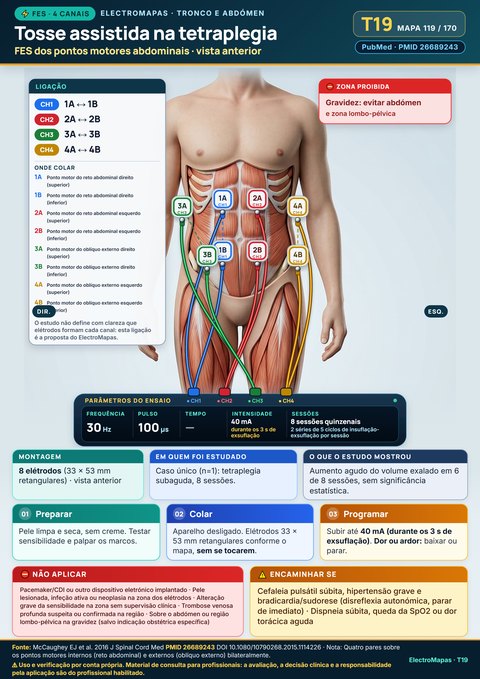 FES · 4 CANAIS
ELECTROMAPAS · TRONCO E ABDÓMEN
Tosse assistida na tetraplegia
FES dos pontos motores abdominais · vista anterior
T19 MAPA 119 / 170
PubMed · PMID 26689243
LIGAÇÃO
CH1 1A ↔ 1B
CH2 2A ↔ 2B
CH3 3A ↔ 3B
CH4 4A ↔ 4B
ONDE COLAR
1A Ponto motor do reto abdominal direito
(superior)
1B Ponto motor do reto abdominal direito
(inferior)
2A Ponto motor do reto abdominal esquerdo
(superior)
2B Ponto motor do reto abdominal esquerdo
(inferior)
3A Ponto motor do oblíquo externo direito
(superior)
3B Ponto motor do oblíquo externo direito
(inferior)
4A Ponto motor do oblíquo externo esquerdo
(superior)
4B Ponto motor do oblíquo externo esquerdo
(inferior)
DIR.
O estudo não define com clareza que
elétrodos formam cada canal: esta ligação
é a proposta do ElectroMapas.
ZONA PROIBIDA
Gravidez: evitar abdómen
e zona lombo-pélvica
3A
CH3
1A
CH1
2A
CH2
4A
CH4
3B
CH3
1B
2B
CH2
4B
CH4
ESQ.
CH1
CH2
CH3
CH4
PARÂMETROS DO ENSAIO
FREQUÊNCIA
30 Hz
PULSO
100 µs
TEMPO
—
INTENSIDADE
40 mA
durante os 3 s de
exsuflação
SESSÕES
8 sessões quinzenais
2 séries de 5 ciclos de insuflação-
exsuflação por sessão
MONTAGEM
8 elétrodos (33 × 53 mm
retangulares) · vista anterior
EM QUEM FOI ESTUDADO
Caso único (n=1): tetraplegia
subaguda, 8 sessões.
O QUE O ESTUDO MOSTROU
Aumento agudo do volume exalado em 6
de 8 sessões, sem significância
estatística.
01 Preparar
Pele limpa e seca, sem creme. Testar
sensibilidade e palpar os marcos.
02 Colar
Aparelho desligado. Elétrodos 33 ×
53 mm retangulares conforme o
mapa, sem se tocarem.
03 Programar
Subir até 40 mA (durante os 3 s de
exsuflação). Dor ou ardor: baixar ou
parar.
NÃO APLICAR
Pacemaker/CDI ou outro dispositivo eletrónico implantado · Pele
lesionada, infeção ativa ou neoplasia na zona dos elétrodos · Alteração
grave da sensibilidade na zona sem supervisão clínica · Trombose venosa
profunda suspeita ou confirmada na região · Sobre o abdómen ou região
lombo-pélvica na gravidez (salvo indicação obstétrica específica)
ENCAMINHAR SE
Cefaleia pulsátil súbita, hipertensão grave e
bradicardia/sudorese (disreflexia autonómica, parar
de imediato) · Dispneia súbita, queda da SpO2 ou dor
torácica aguda
Fonte: McCaughey EJ et al. 2016 J Spinal Cord Med PMID 26689243 DOI 10.1080/10790268.2015.1114226 · Nota: Quatro pares sobre
os pontos motores internos (reto abdominal) e externos (oblíquo externo) bilateralmente.
Uso e verificação por conta própria. Material de consulta para profissionais: a avaliação, a decisão clínica e a responsabilidade
pela aplicação são do profissional habilitado.
ElectroMapas · T19